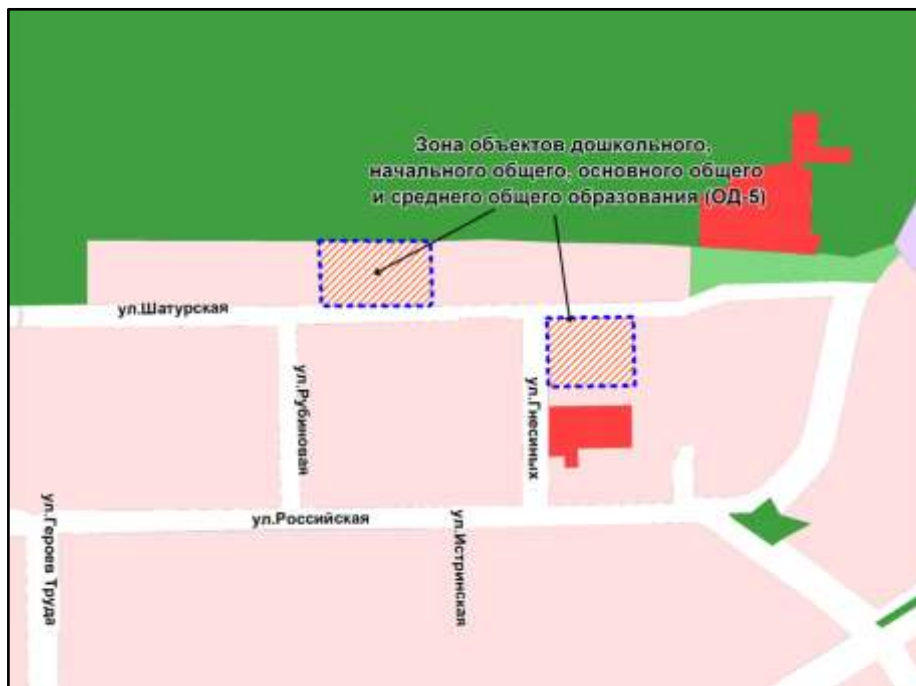 Зона объектов дошкольного,
начального общего, основного общего
и среднего общего образования (ОД-5)
ул.Шатурская
ул.Рубиновая
ул.Гнесиных
ул.Героев Труда
ул.Российская
ул.Истринская